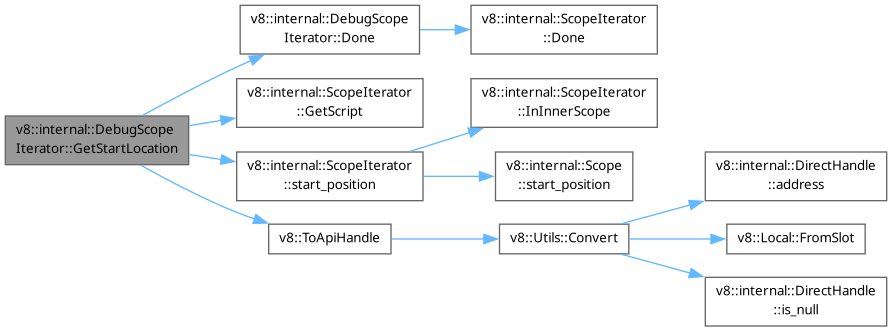 v8::internal::DebugScope
Iterator::GetStartLocation
v8::internal::DebugScope
Iterator::Done
v8::internal::ScopeIterator
::Done
v8::internal::ScopeIterator
::GetScript
v8::internal::ScopeIterator
::start_position
v8::internal::ScopeIterator
::InInnerScope
v8::internal::Scope
::start_position
v8::ToApiHandle
v8::Utils::Convert
v8::internal::DirectHandle
::address
v8::Local::FromSlot
v8::internal::DirectHandle
::is_null